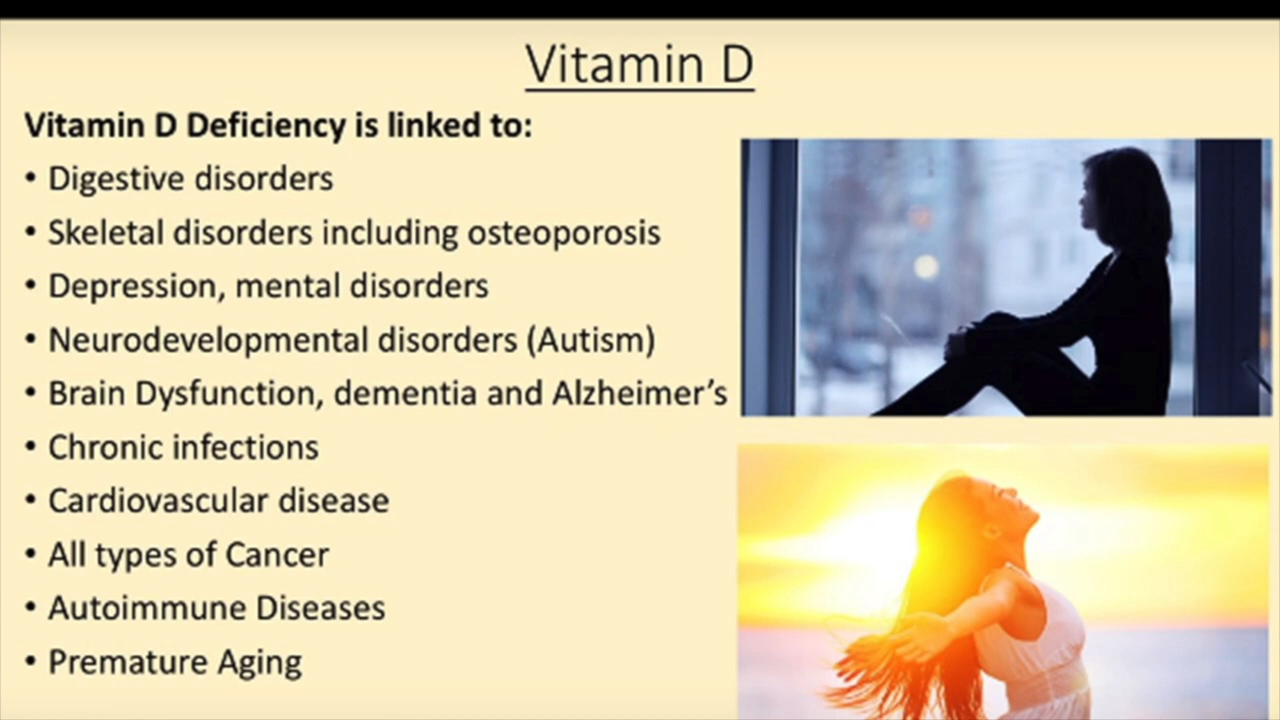 Vitamin D
Vitamin D Deficiency is linked to:
• Digestive disorders
• Skeletal disorders including osteoporosis
• Depression, mental disorders
• Neurodevelopmental disorders (Autism)
• Brain Dysfunction, dementia and Alzheimer’s
• Chronic infections
• Cardiovascular disease
• All types of Cancer
• Autoimmune Diseases
• Premature Aging